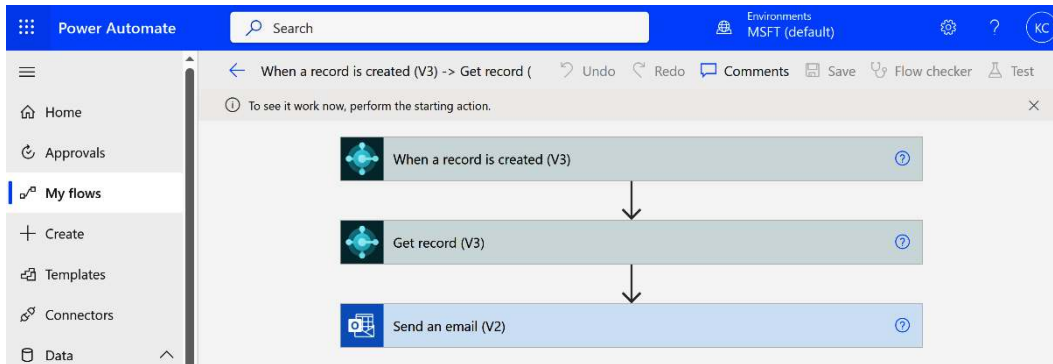 Power Automate
Search
Environments
MSFT (default)
?
KC
When a record is created (V3) -> Get record (
Undo
Redo
Comments
Save
Flow checker
Test
To see it work now, perform the starting action.
Home
Approvals
My flows
Create
Templates
Connectors
Data
When a record is created (V3)
Get record (V3)
Send an email (V2)